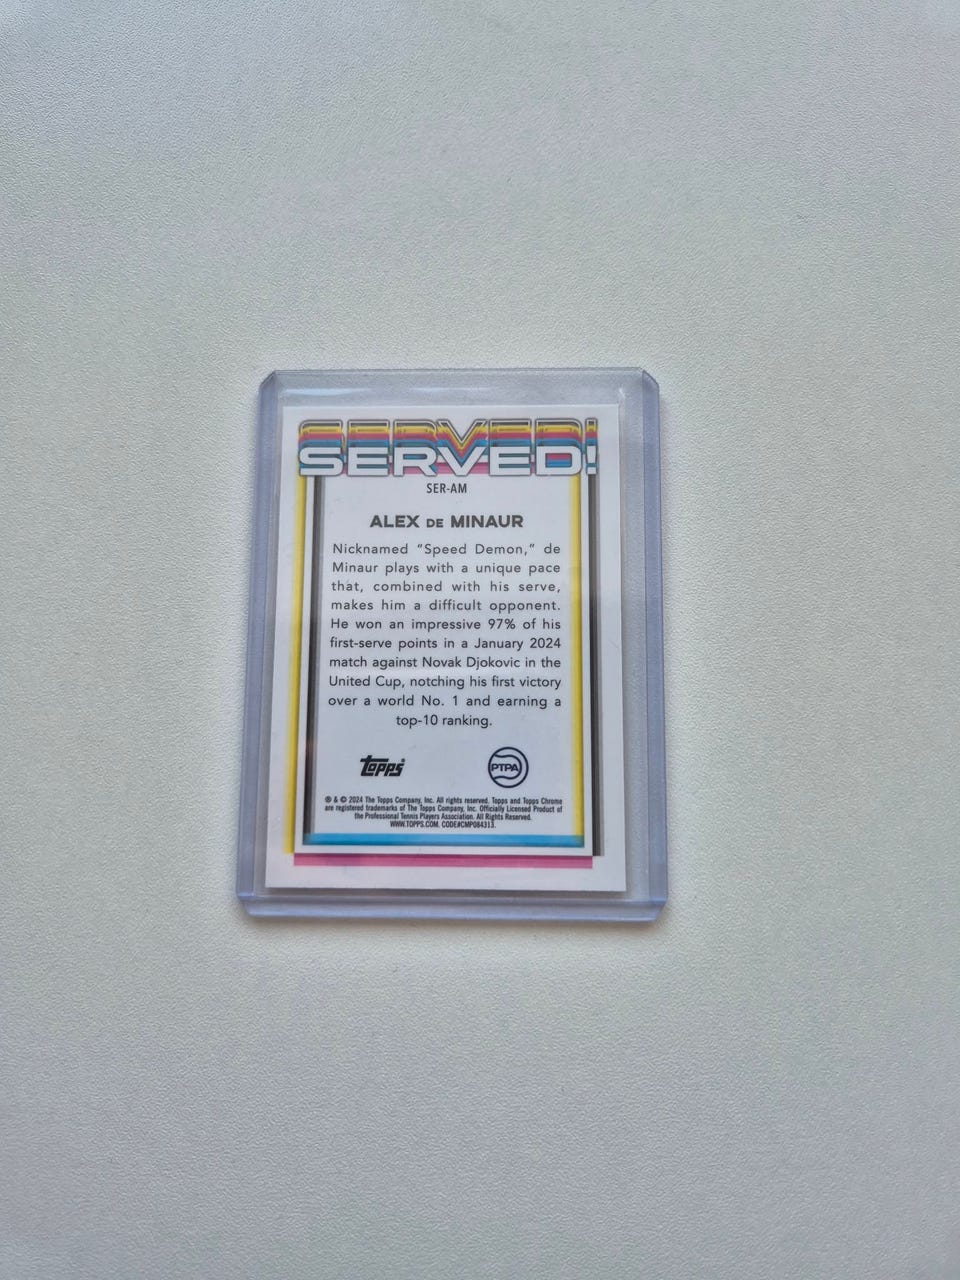 SERVED!
SER-AM
ALEX DE MINAUR
Nicknamed “Speed Demon,” de
Minaur plays with a unique pace
that, combined with his serve,
makes him a difficult opponent.
He won an impressive 97% of his
first-serve points in a January 2024
match against Novak Djokovic in the
United Cup, notching his first victory
over a world No. 1 and earning a
top-10 ranking.
Topps®
PTPA
® & © 2024 The Topps Company, Inc. All rights reserved. Topps and Topps Chrome
are registered trademarks of The Topps Company, Inc. Officially Licensed Product of
the Professional Tennis Players Association. All Rights Reserved.
WWW.TOPPS.COM. CODE#CMP084313.